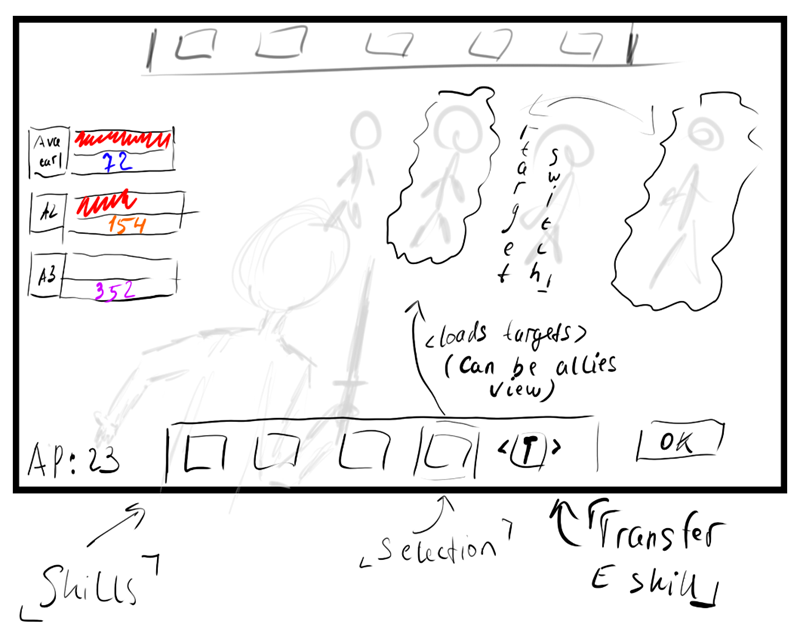 Ava
earl
72
A2
154
A3
352
target
switch
<loads targets>
(Can be allies
view)
AP: 23
<(T)>
OK
Skills
Selection
Transfer
E skill